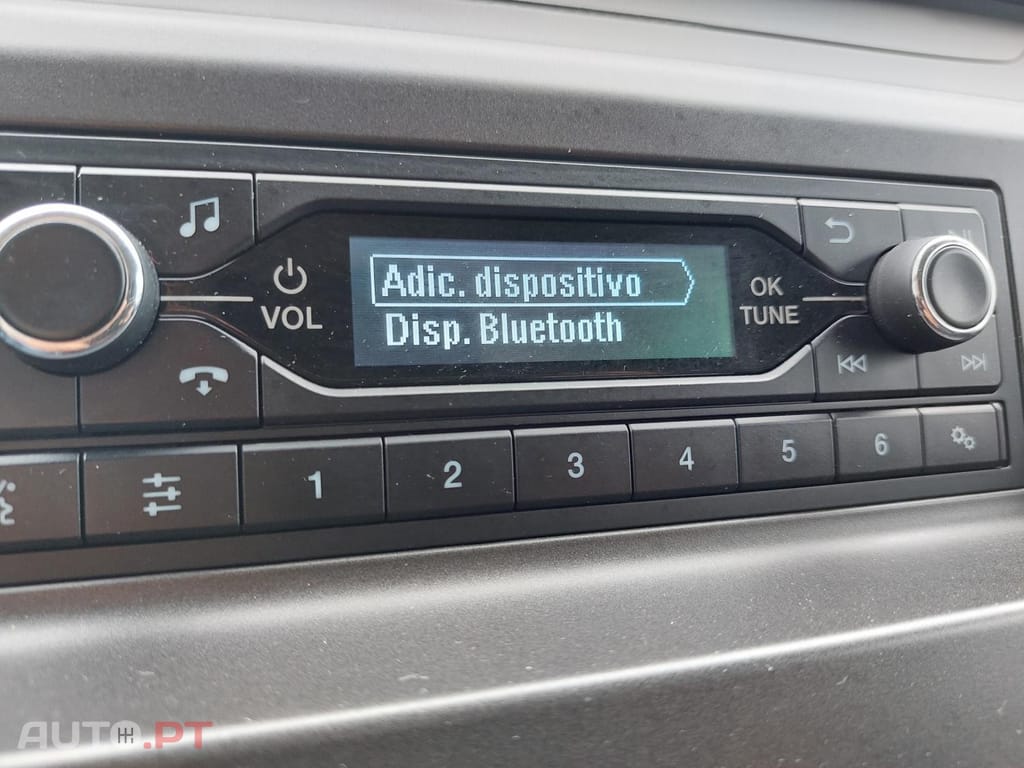 Adic. dispositivo
Disp. Bluetooth
VOL
OK
TUNE
1 2 3 4 5 6
AUTO.PT